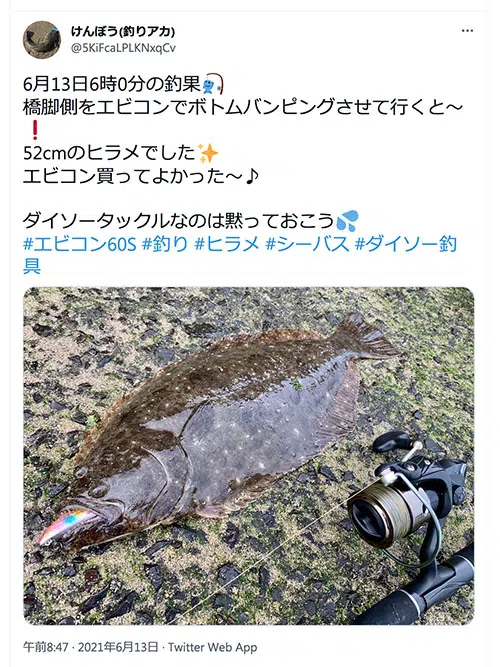 けんぼう(釣りアカ)
@5KiFcaLPLKNxqCv
6月13日6時0分の釣果🎣
橋脚側をエビコンでボトムバンピングさせて行くと〜
❗
52cmのヒラメでした✨
エビコン買ってよかった〜♪
ダイソータックルなのは黙っておこう💦
#エビコン60S #釣り #ヒラメ #シーバス #ダイソー釣
具
午前8:47 · 2021年6月13日 · Twitter Web App